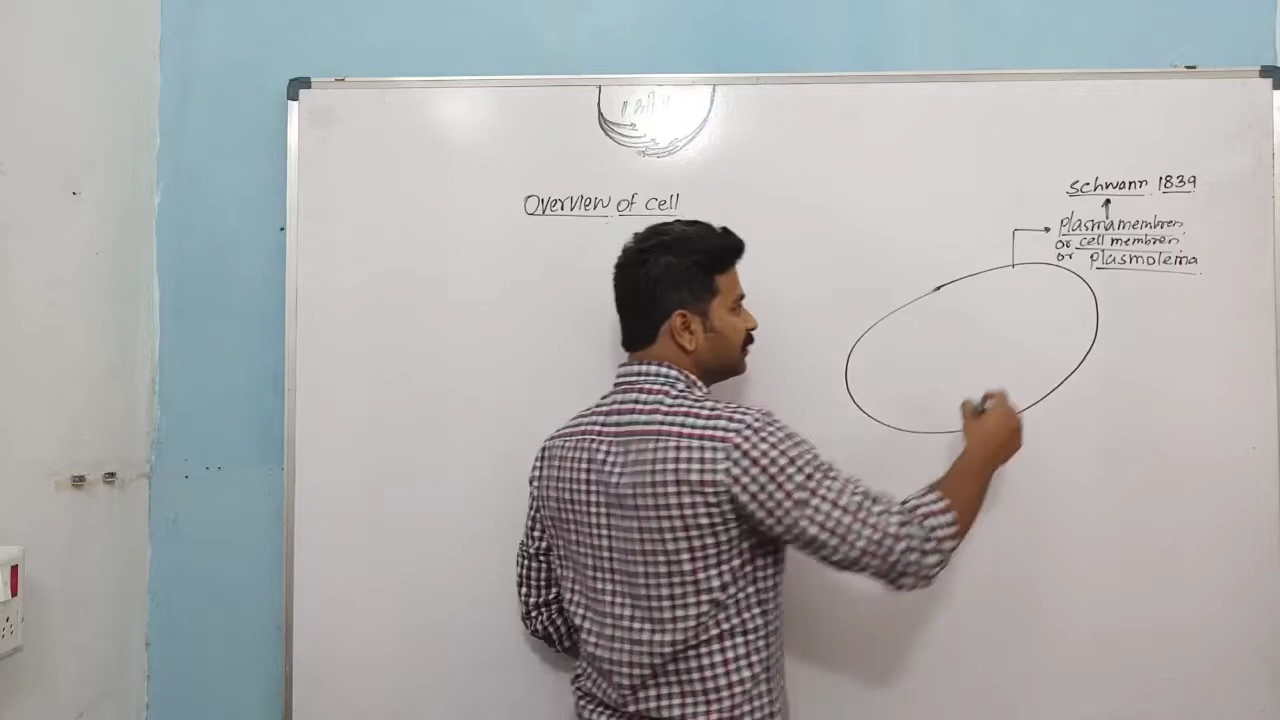 ॥ श्री ॥
Overview of cell
Schwann 1839
Plasmamembren
or cell membren
or plasmolema